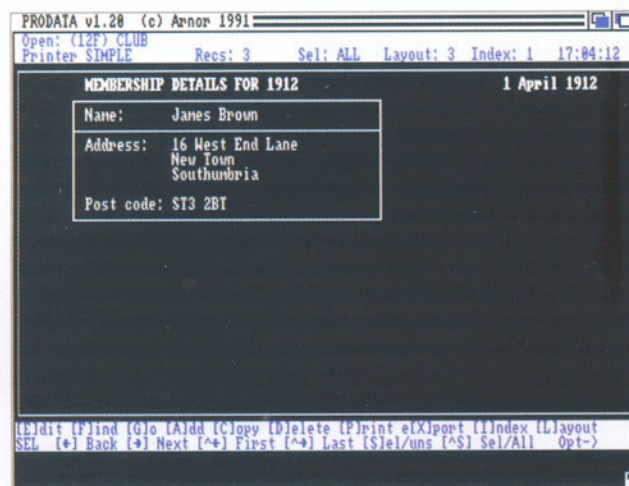 PRODATA v1.20 (c) Arnor 1991
Open: (12F) CLUB
Printer SIMPLE Recs: 3 Sel: ALL Layout: 3 Index: 1 17:04:12
MEMBERSHIP DETAILS FOR 1912 1 April 1912
Name: James Brown
Address: 16 West End Lane
New Town
Southumbria
Post code: ST3 2BT
[E]dit [F]ind [G]o [A]dd [C]opy [D]elete [P]rint e[X]port [I]ndex [L]ayout
SEL [←] Back [→] Next [^←] First [^→] Last [S]el/uns [^S] Sel/All Opt->